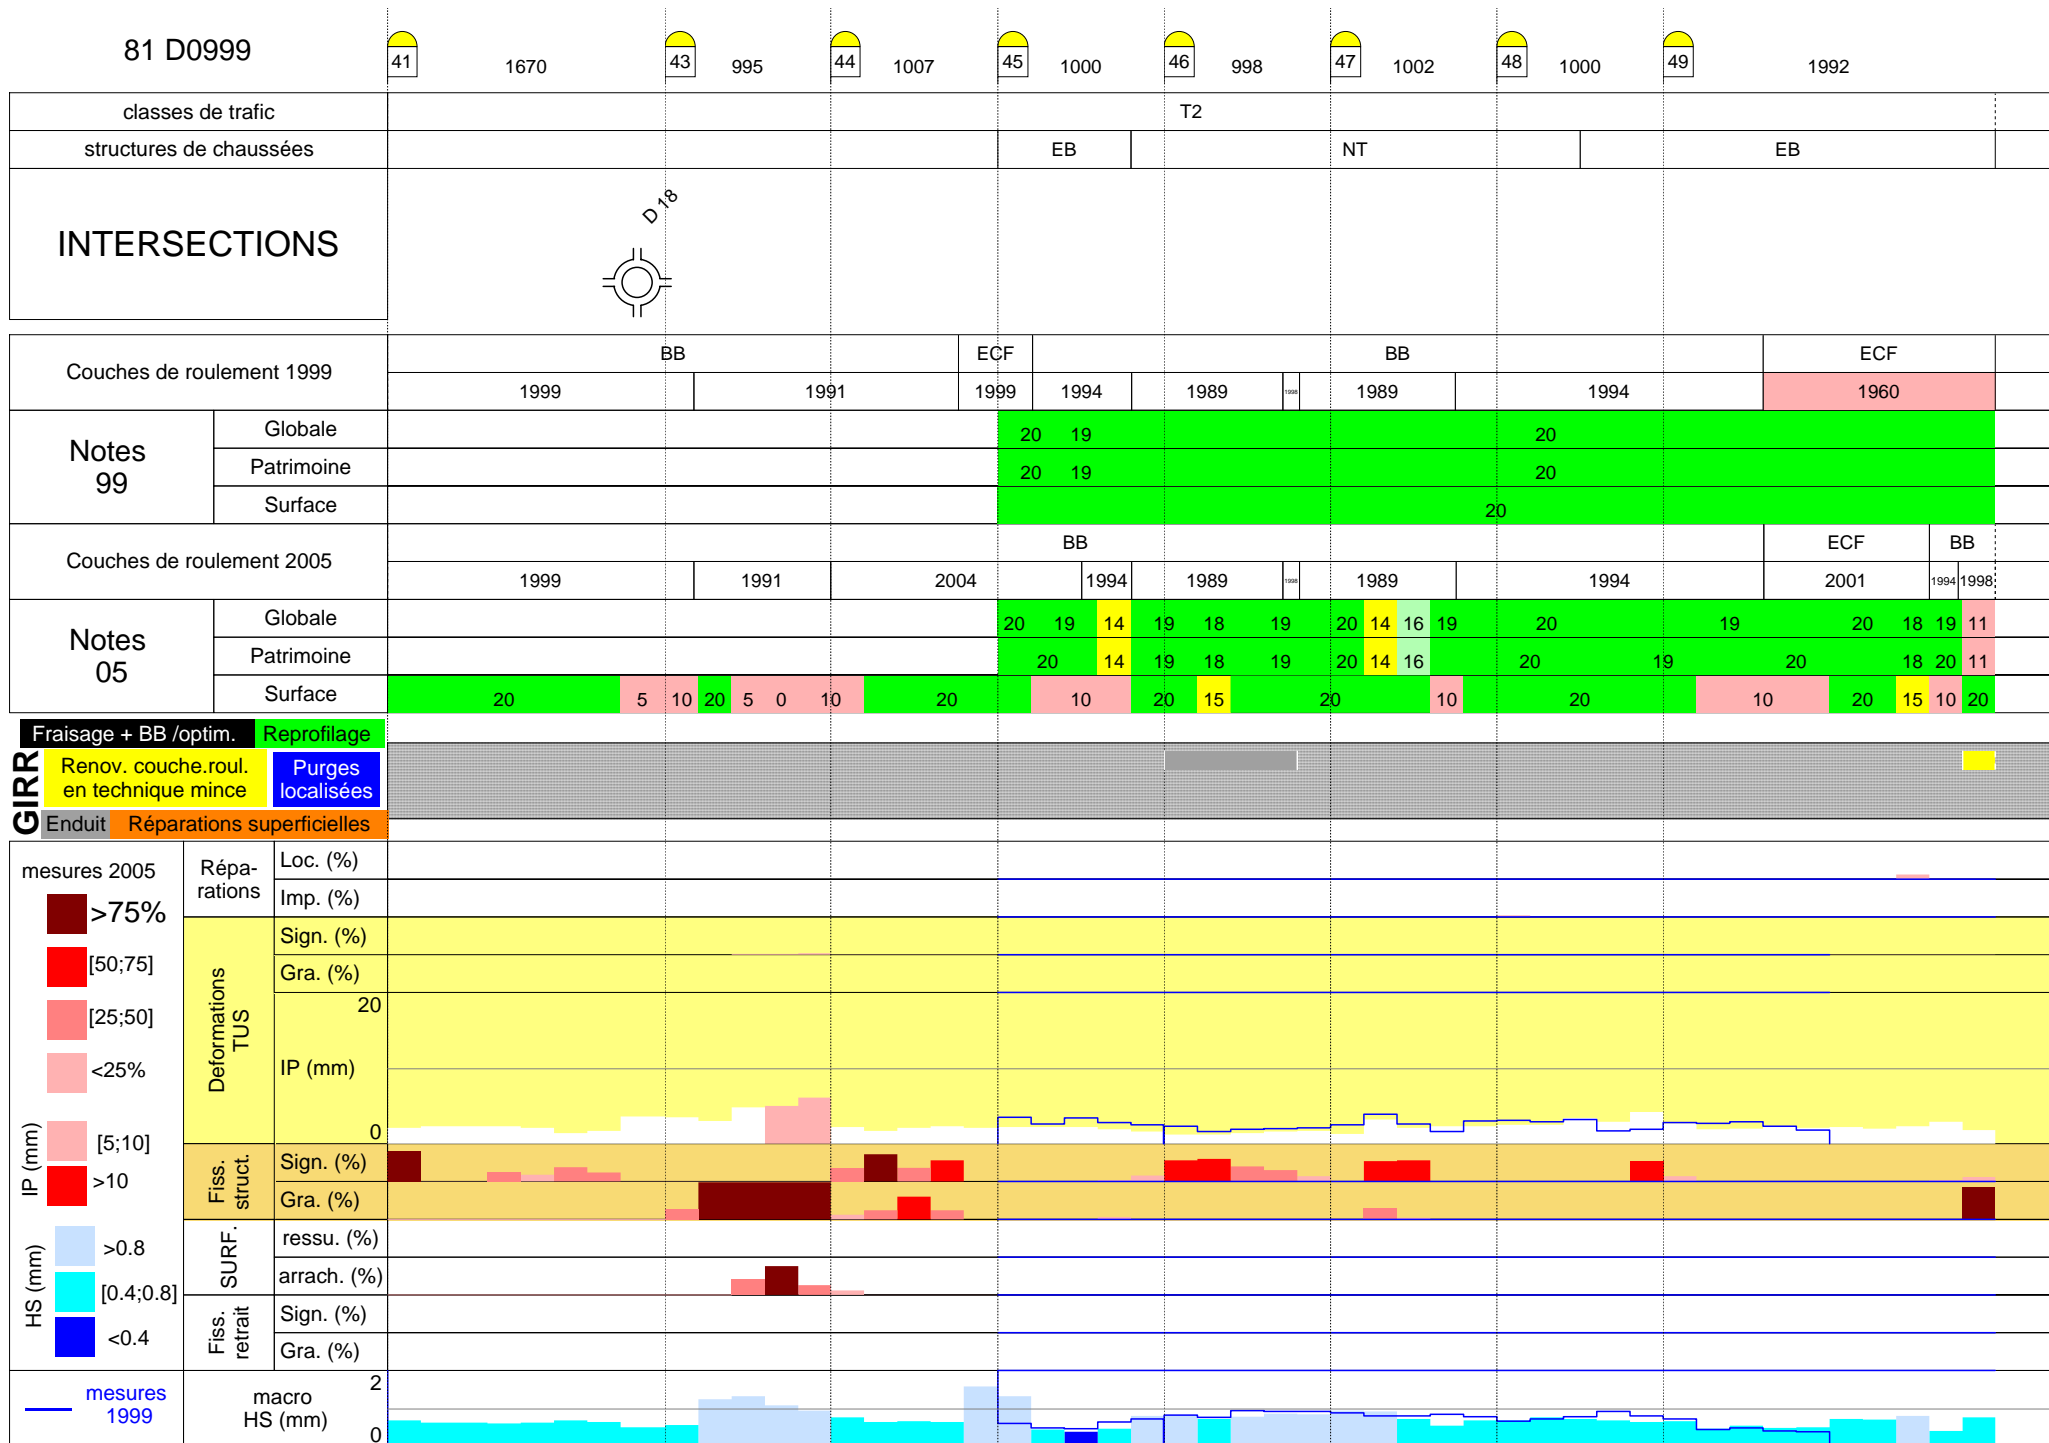 81 D0999
41 1670 43 995 44 1007 45 1000 46 998 47 1002 48 1000 49 1992
classes de trafic T2
structures de chaussées EB NT EB
INTERSECTIONS
D 18
Couches de roulement 1999
BB ECF BB ECF
1999 1991 1999 1994 1989 1998 1989 1994 1960
Notes
99
Globale 20 19 20
Patrimoine 20 19 20
Surface 20
Couches de roulement 2005
BB ECF BB
1999 1991 2004 1994 1989 1998 1989 1994 2001 1994 1998
Notes
05
Globale 20 19 14 19 18 19 20 14 16 19 20 19 20 18 19 11
Patrimoine 20 14 19 18 19 20 14 16 20 19 20 18 20 11
Surface 20 5 10 20 5 0 10 20 10 20 15 20 10 20 10 20 15 10 20
GIRR
Fraisage + BB /optim. Reprofilage
Renov. couche.roul.
en technique mince
Purges
localisées
Enduit Réparations superficielles
mesures 2005
>75%
[50;75]
[25;50]
<25%
IP (mm)
[5;10]
>10
HS (mm)
>0.8
[0.4;0.8]
<0.4
mesures
1999
Répa-
rations
Loc. (%)
Imp. (%)
Deformations
TUS
Sign. (%)
Gra. (%)
20
IP (mm)
0
Fiss.
struct.
Sign. (%)
Gra. (%)
SURF.
ressu. (%)
arrach. (%)
Fiss.
retrait
Sign. (%)
Gra. (%)
macro
HS (mm)
2
0